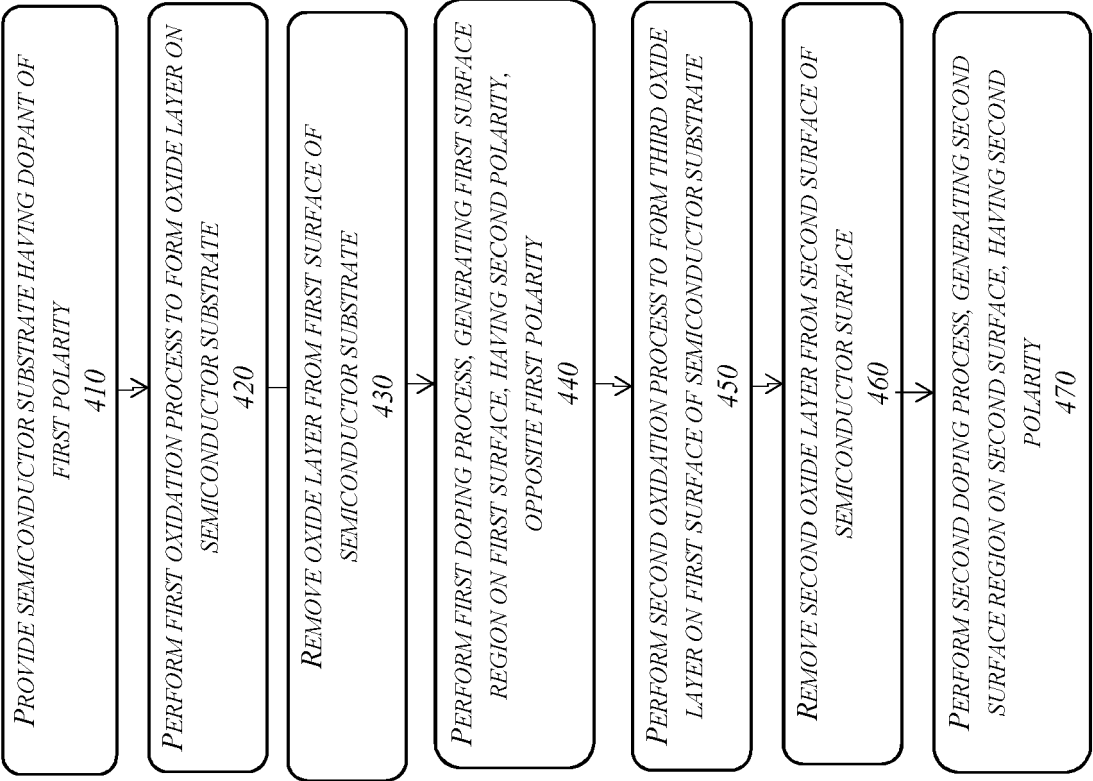 PROVIDE SEMICONDUCTOR SUBSTRATE HAVING DOPANT OF
FIRST POLARITY
410
PERFORM FIRST OXIDATION PROCESS TO FORM OXIDE LAYER ON
SEMICONDUCTOR SUBSTRATE
420
REMOVE OXIDE LAYER FROM FIRST SURFACE OF
SEMICONDUCTOR SUBSTRATE
430
PERFORM FIRST DOPING PROCESS, GENERATING FIRST SURFACE
REGION ON FIRST SURFACE, HAVING SECOND POLARITY,
OPPOSITE FIRST POLARITY
440
PERFORM SECOND OXIDATION PROCESS TO FORM THIRD OXIDE
LAYER ON FIRST SURFACE OF SEMICONDUCTOR SUBSTRATE
450
REMOVE SECOND OXIDE LAYER FROM SECOND SURFACE OF
SEMICONDUCTOR SURFACE
460
PERFORM SECOND DOPING PROCESS, GENERATING SECOND
SURFACE REGION ON SECOND SURFACE, HAVING SECOND
POLARITY
470